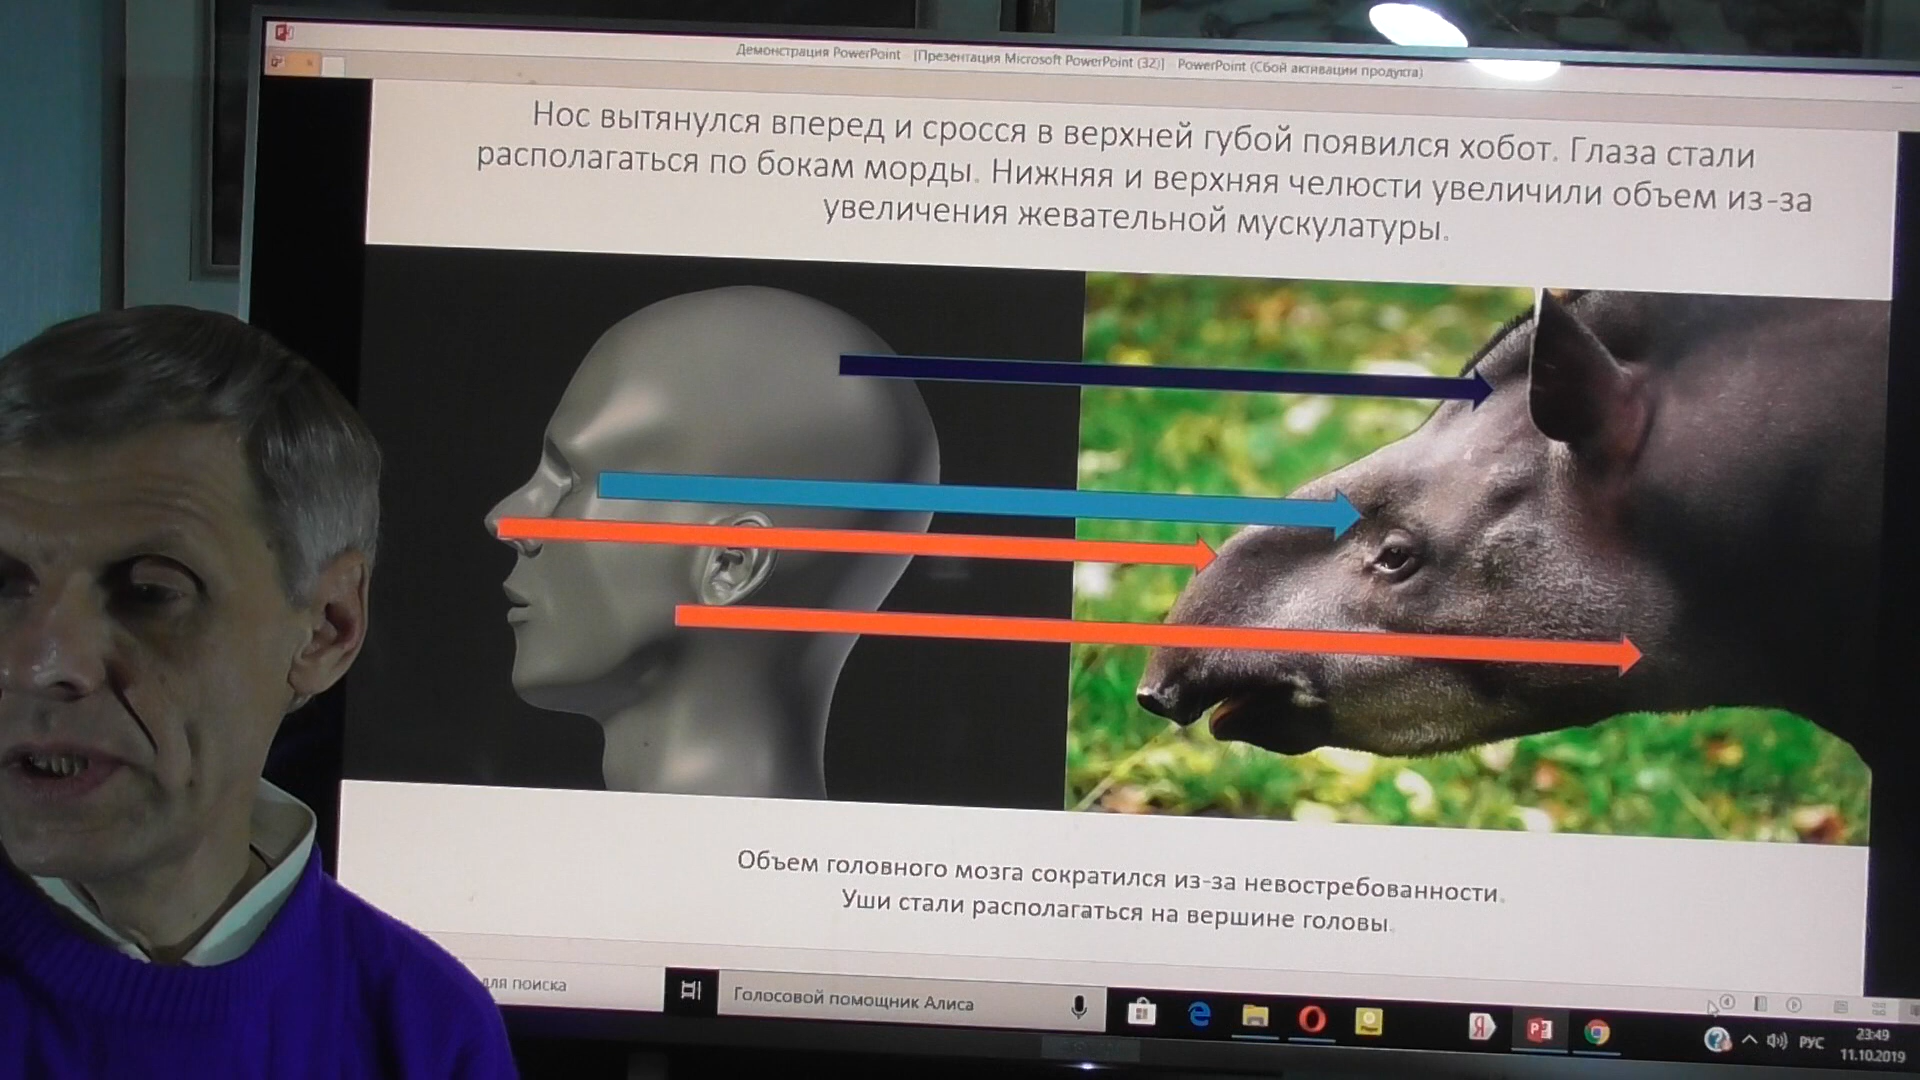 Демонстрация PowerPoint - [Презентация Microsoft PowerPoint (32)] - PowerPoint (Сбой активации продукта)
Нос вытянулся вперед и сросся в верхней губой появился хобот. Глаза стали
располагаться по бокам морды. Нижняя и верхняя челюсти увеличили объем из-за
увеличения жевательной мускулатуры.
Объем головного мозга сократился из-за невостребованности.
Уши стали располагаться на вершине головы.
для поиска
Голосовой помощник Алиса
Я
РУС
23:49
11.10.2019